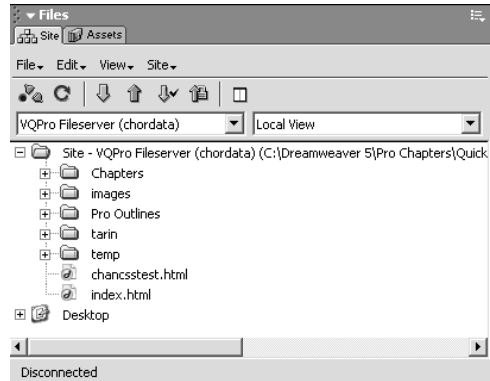 Files
Site Assets
File Edit View Site
VQPro Fileserver (chordata) Local View
Site - VQPro Fileserver (chordata) (C:\Dreamweaver 5\Pro Chapters\Quick
Chapters
images
Pro Outlines
tarin
temp
chancsstest.html
index.html
Desktop
Disconnected